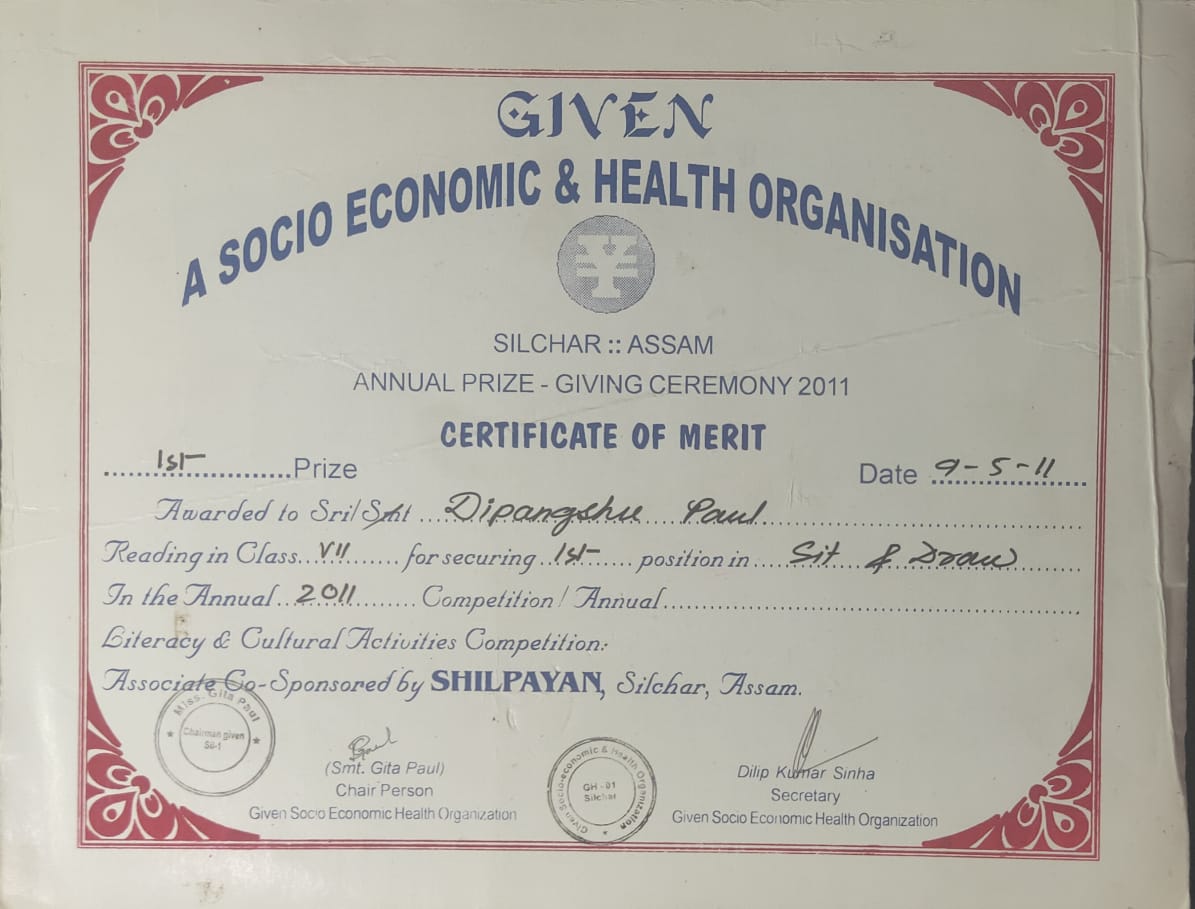 GIVEN
A SOCIO ECONOMIC & HEALTH ORGANISATION
SILCHAR :: ASSAM
ANNUAL PRIZE - GIVING CEREMONY 2011
CERTIFICATE OF MERIT
1st Prize Date 9-5-11
Awarded to Sri/Smt Dipangshu Paul
Reading in Class VII for securing 1st position in Sit & Draw
In the Annual 2011 Competition / Annual
Literacy & Cultural Activities Competition:
Associate Co-Sponsored by SHILPAYAN, Silchar, Assam.
Miss. Gita Paul
Chairman given
Sil-1
Paul
(Smt. Gita Paul)
Chair Person
Given Socio Economic Health Organization
Given Socio-economic & Health Organization
GH - 01
Silchar
Dilip Kumar Sinha
Secretary
Given Socio Economic Health Organization